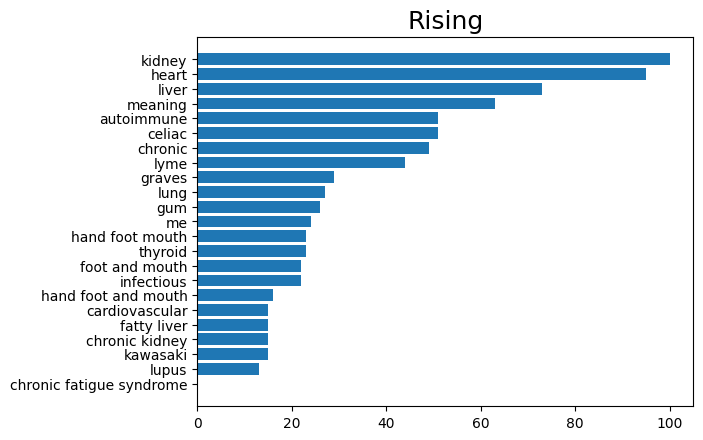 Rising
kidney
heart
liver
meaning
autoimmune
celiac
chronic
lyme
graves
lung
gum
me
hand foot mouth
thyroid
foot and mouth
infectious
hand foot and mouth
cardiovascular
fatty liver
chronic kidney
kawasaki
lupus
chronic fatigue syndrome
0 20 40 60 80 100